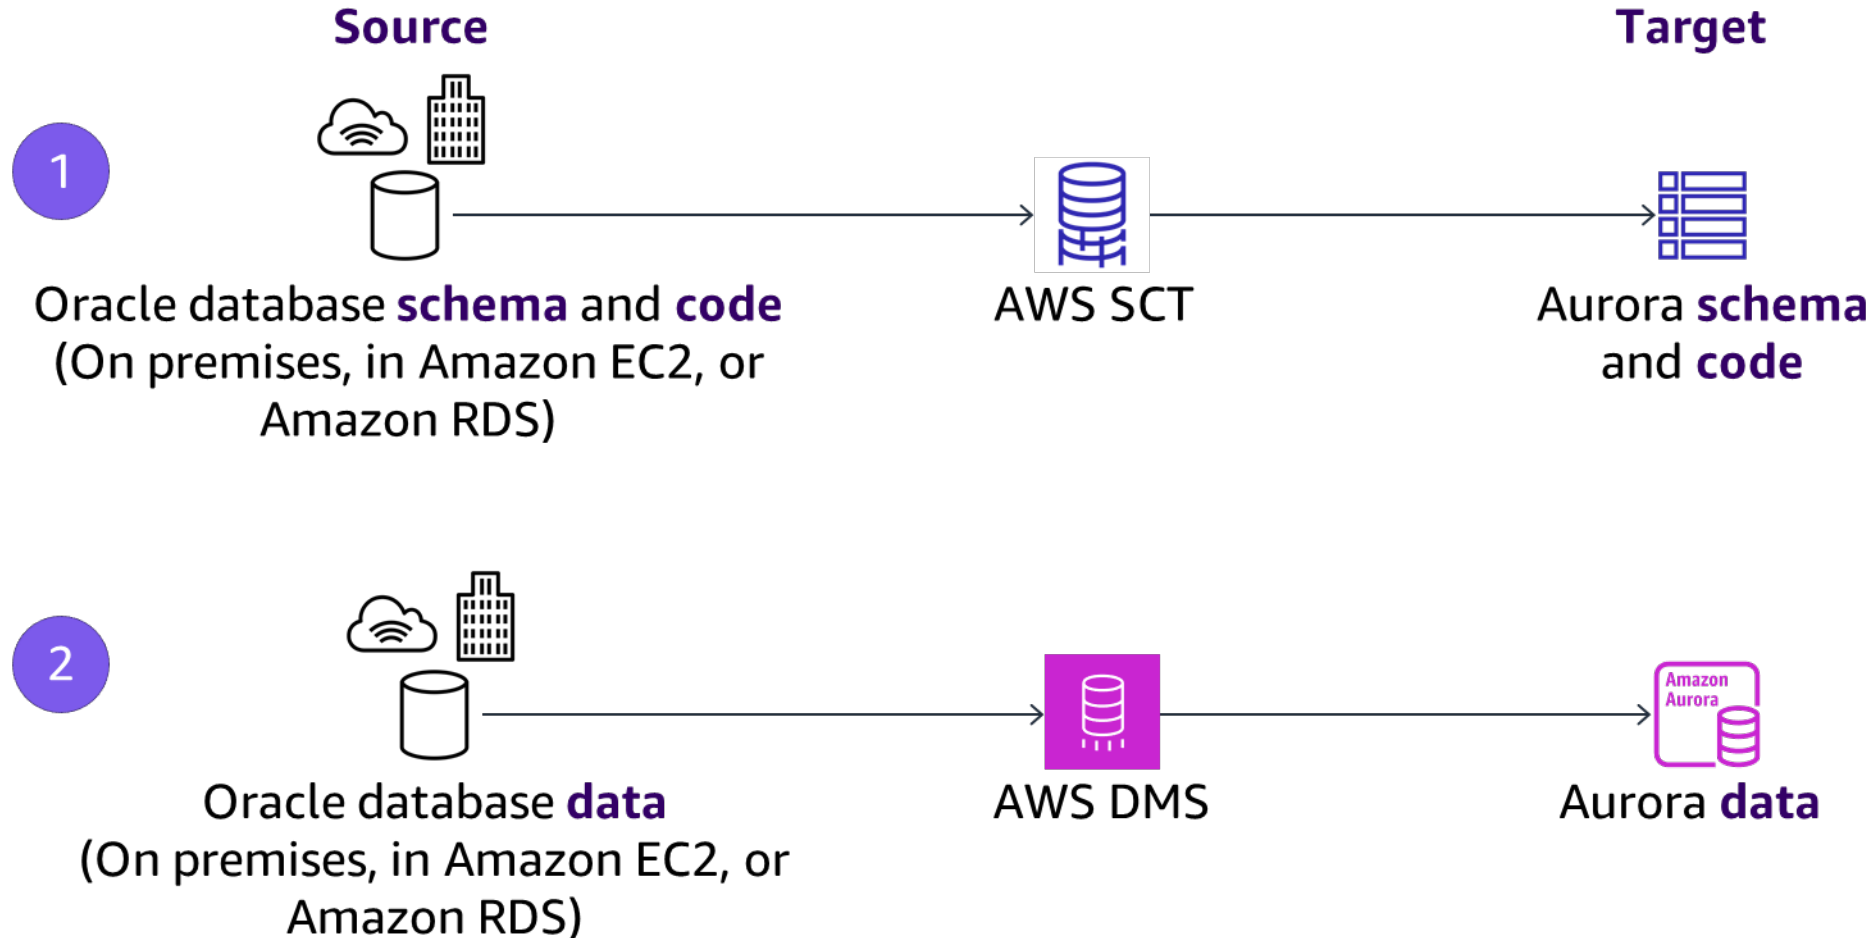 Source
Target
1
Oracle database schema and code
(On premises, in Amazon EC2, or
Amazon RDS)
AWS SCT
Aurora schema
and code
2
Oracle database data
(On premises, in Amazon EC2, or
Amazon RDS)
AWS DMS
Amazon
Aurora
Aurora data